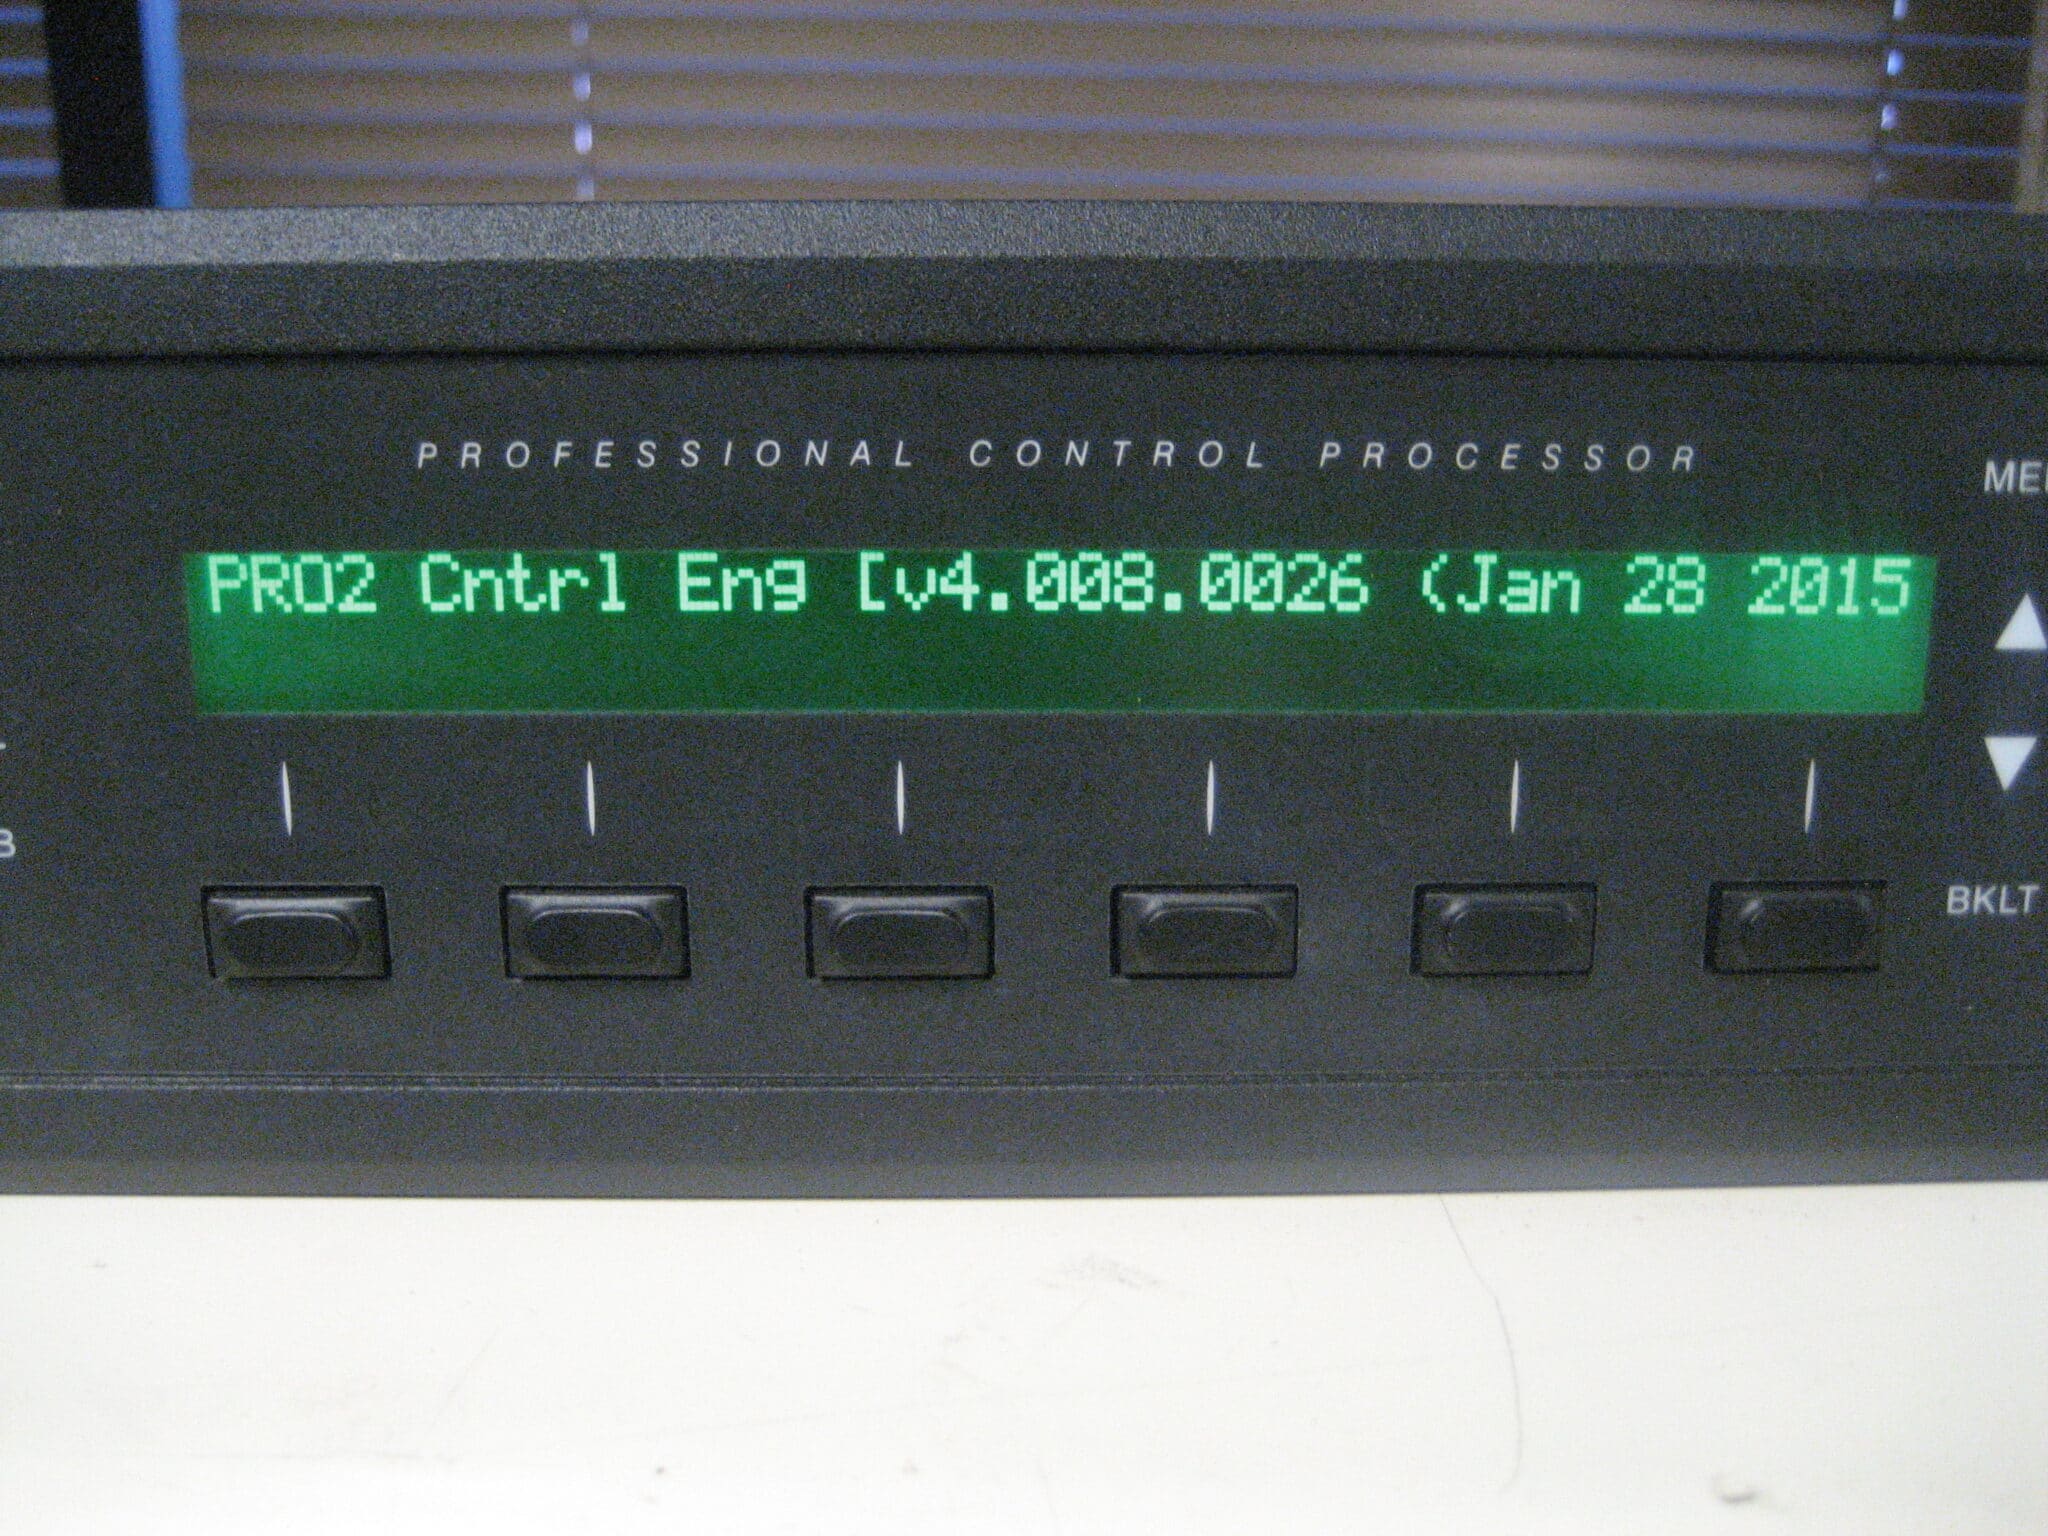 PROFESSIONAL CONTROL PROCESSOR
PRO2 Cntrl Eng [v4.008.0026 (Jan 28 2015
BKLT